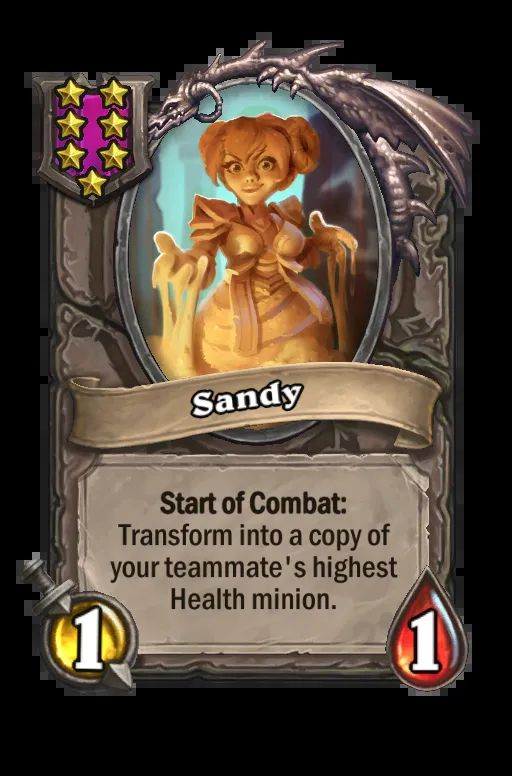 Sandy
Start of Combat:
Transform into a copy of
your teammate's highest
Health minion.
1
1